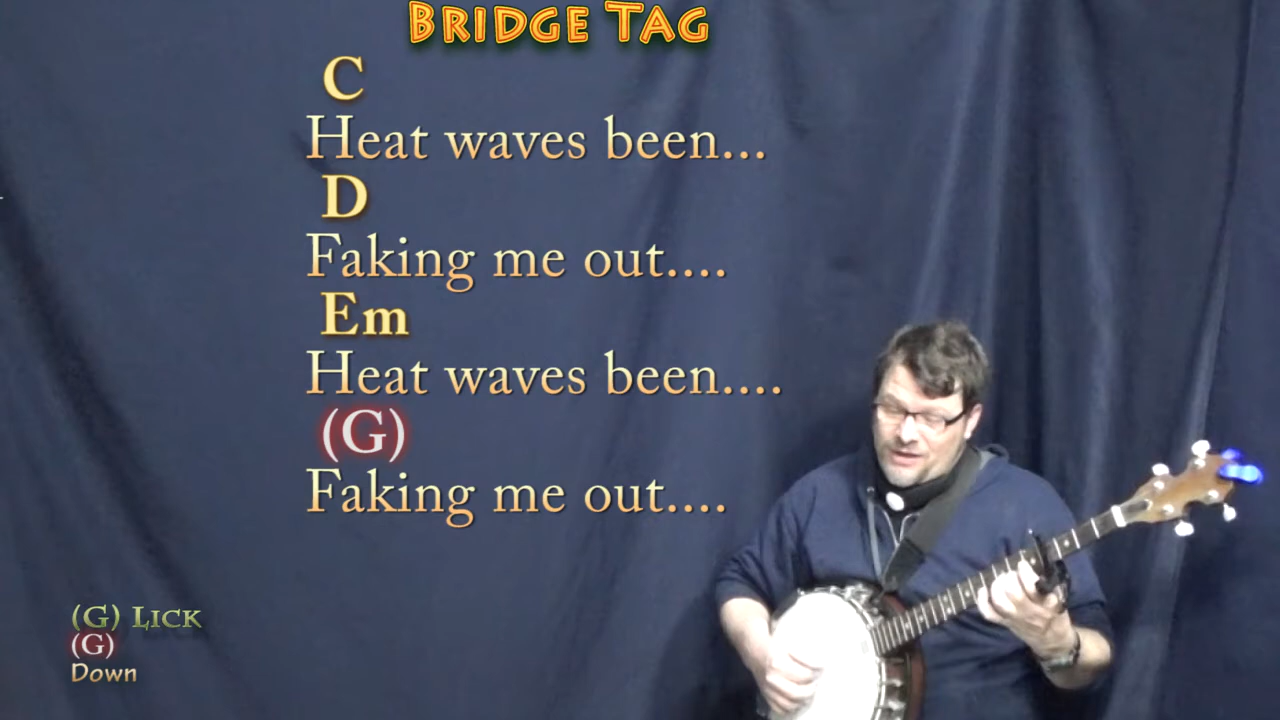 Bridge Tag
C
Heat waves been...
D
Faking me out....
Em
Heat waves been....
(G)
Faking me out....
(G) Lick
(G)
Down